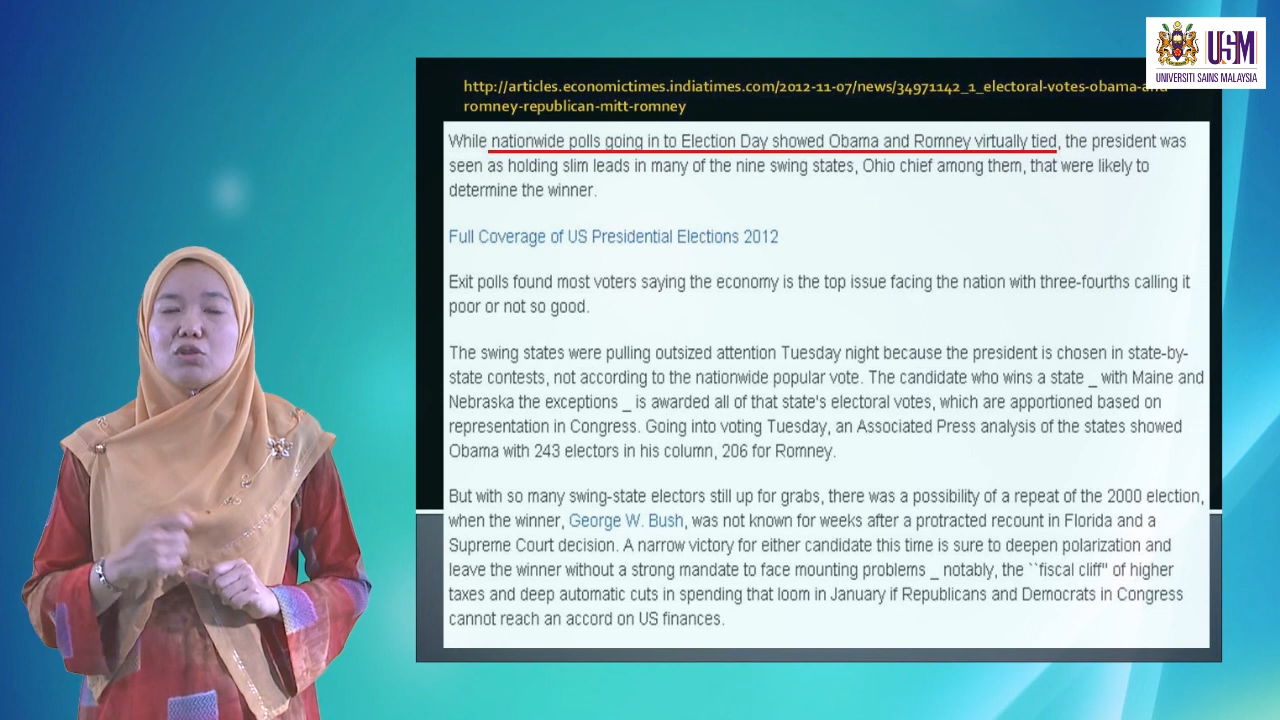 USM
UNIVERSITI SAINS MALAYSIA
http://articles.economictimes.indiatimes.com/2012-11-07/news/34971142_1_electoral-votes-obama-and-
romney-republican-mitt-romney
While nationwide polls going in to Election Day showed Obama and Romney virtually tied, the president was
seen as holding slim leads in many of the nine swing states, Ohio chief among them, that were likely to
determine the winner.
Full Coverage of US Presidential Elections 2012
Exit polls found most voters saying the economy is the top issue facing the nation with three-fourths calling it
poor or not so good.
The swing states were pulling outsized attention Tuesday night because the president is chosen in state-by-
state contests, not according to the nationwide popular vote. The candidate who wins a state _ with Maine and
Nebraska the exceptions _ is awarded all of that state's electoral votes, which are apportioned based on
representation in Congress. Going into voting Tuesday, an Associated Press analysis of the states showed
Obama with 243 electors in his column, 206 for Romney.
But with so many swing-state electors still up for grabs, there was a possibility of a repeat of the 2000 election,
when the winner, George W. Bush, was not known for weeks after a protracted recount in Florida and a
Supreme Court decision. A narrow victory for either candidate this time is sure to deepen polarization and
leave the winner without a strong mandate to face mounting problems _ notably, the ``fiscal cliff'' of higher
taxes and deep automatic cuts in spending that loom in January if Republicans and Democrats in Congress
cannot reach an accord on US finances.